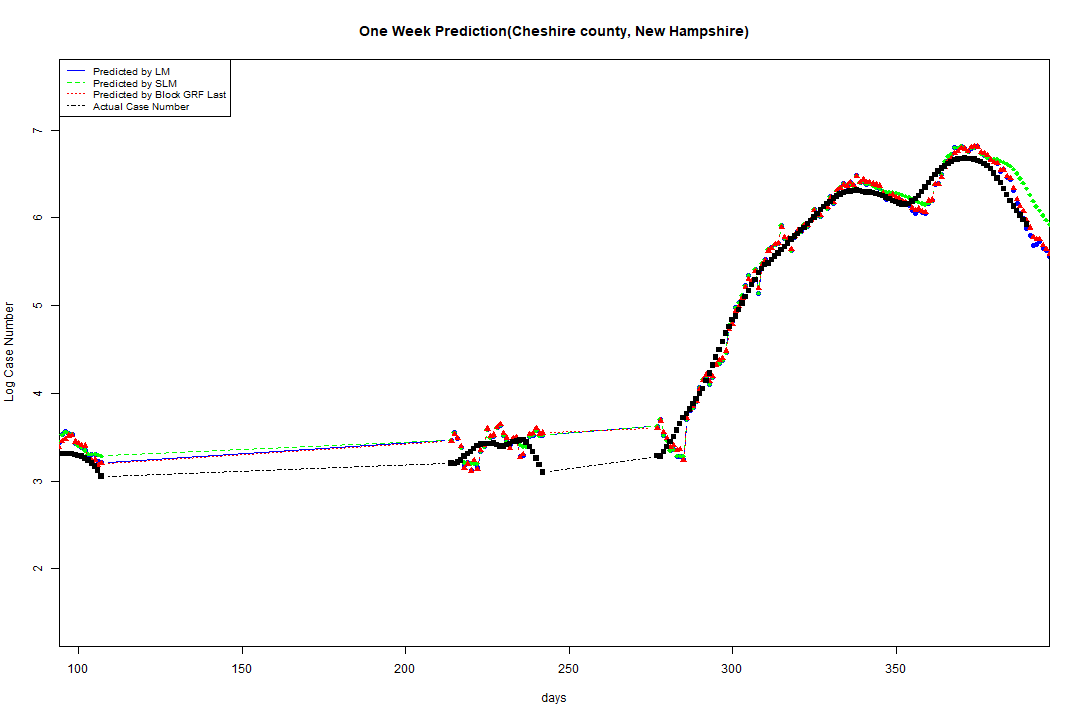 One Week Prediction(Cheshire county, New Hampshire)
Predicted by LM
Predicted by SLM
Predicted by Block GRF Last
Actual Case Number
Log Case Number
7
6
5
4
3
2
100
150
200
250
300
350
days